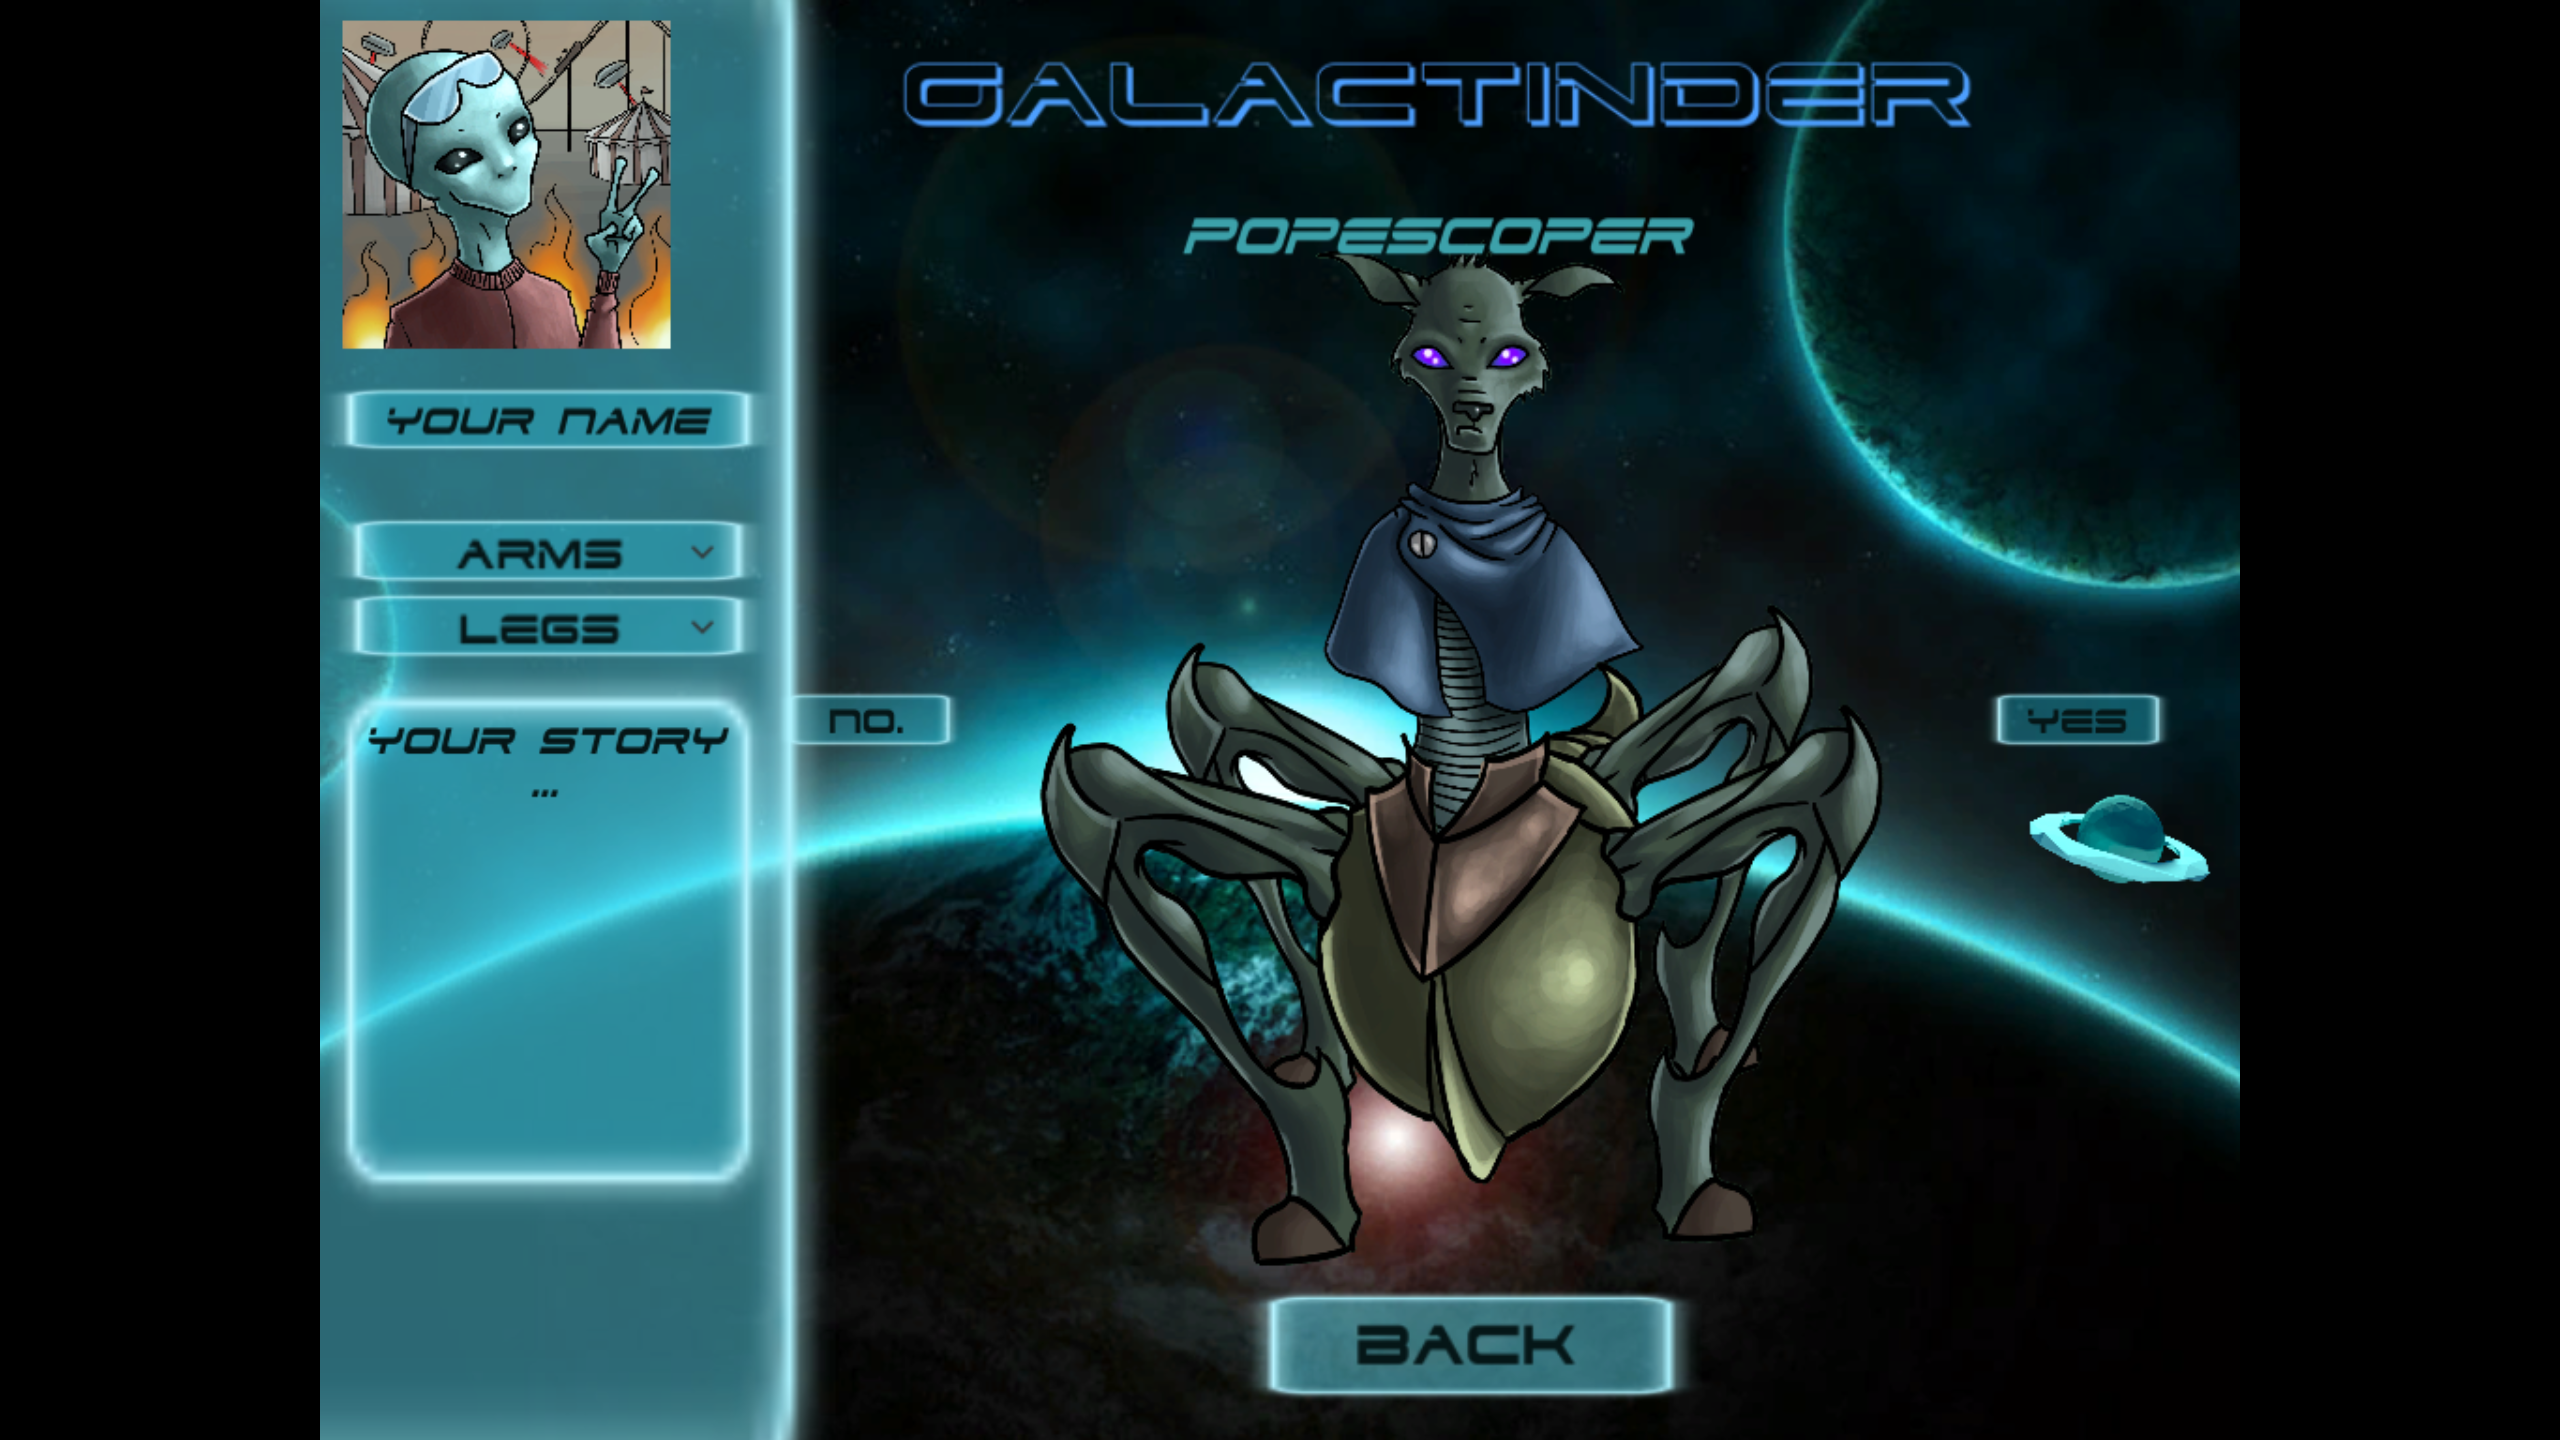 GALACTINDER
POPESCOPER
YOUR NAME
ARMS
LEGS
YOUR STORY
...
NO.
YES
BACK